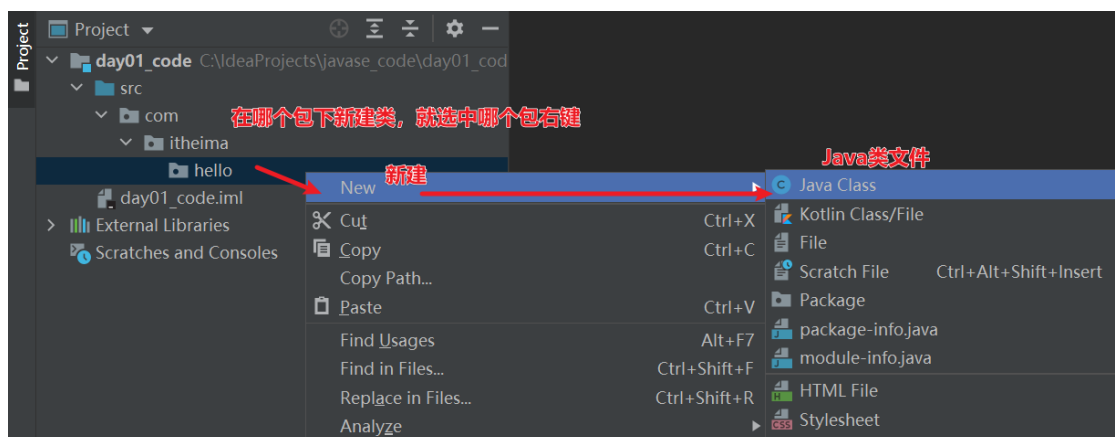 Project
Project
day01_code C:\IdeaProjects\javase_code\day01_cod
src
com
在哪个包下新建类，就选中哪个包右键
itheima
hello
day01_code.iml
External Libraries
Scratches and Consoles
新建
New
Cut Ctrl+X
Copy Ctrl+C
Copy Path...
Paste Ctrl+V
Find Usages Alt+F7
Find in Files... Ctrl+Shift+F
Replace in Files... Ctrl+Shift+R
Analyze
Java类文件
Java Class
Kotlin Class/File
File
Scratch File Ctrl+Alt+Shift+Insert
Package
package-info.java
module-info.java
HTML File
Stylesheet